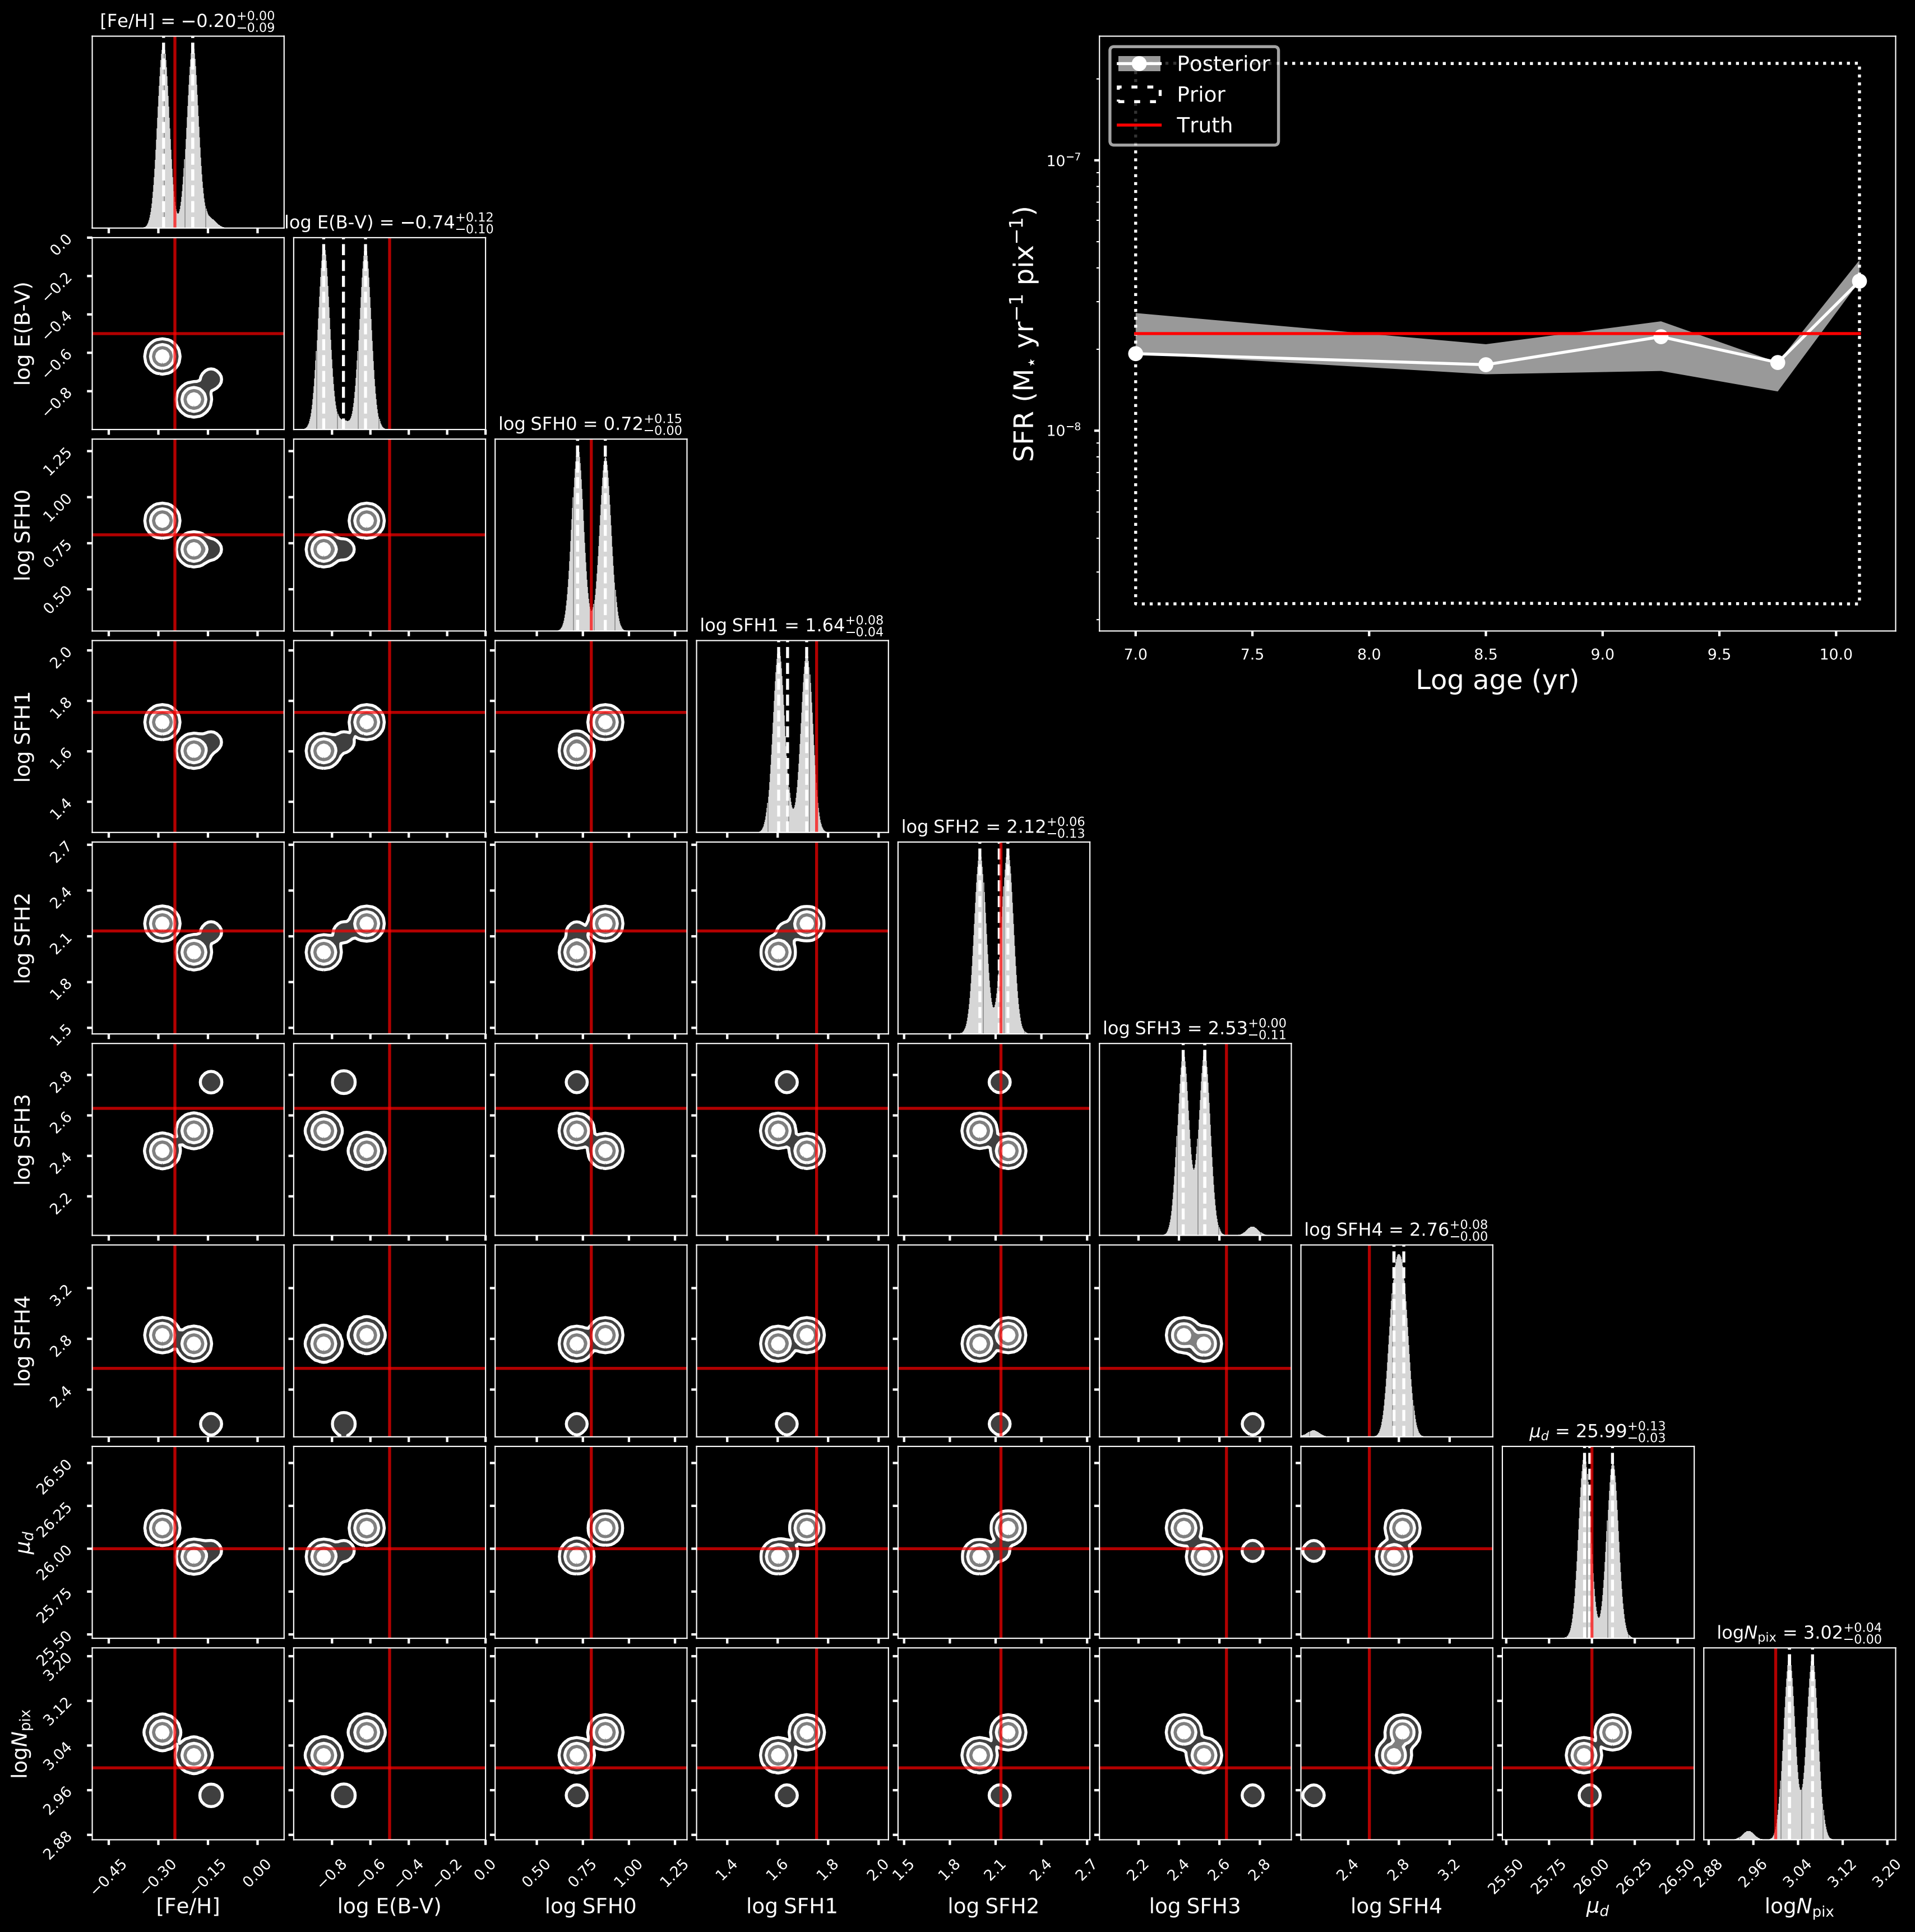 [Fe/H] = −0.20+0.00 −0.09
Posterior
Prior
Truth
10−7
10−8
SFR (M⋆ yr−1 pix−1)
7.0 7.5 8.0 8.5 9.0 9.5 10.0
Log age (yr)
log E(B-V) = −0.74+0.12 −0.10
0.0
−0.2
−0.4
−0.6
−0.8
log E(B-V)
log SFH0 = 0.72+0.15 −0.00
1.25
1.00
0.75
0.50
log SFH0
log SFH1 = 1.64+0.08 −0.04
2.0
1.8
1.6
1.4
log SFH1
log SFH2 = 2.12+0.06 −0.13
2.7
2.4
2.1
1.8
1.5
log SFH2
log SFH3 = 2.53+0.00 −0.11
2.8
2.6
2.4
2.2
log SFH3
log SFH4 = 2.76+0.08 −0.00
3.2
2.8
2.4
log SFH4
μd = 25.99+0.13 −0.03
26.50
26.25
26.00
25.75
25.50
μd
logNpix = 3.02+0.04 −0.00
3.20
3.12
3.04
2.96
2.88
logNpix
−0.45 −0.30 −0.15 0.00 −0.8 −0.6 −0.4 −0.2 0.0 0.50 0.75 1.00 1.25 1.4 1.6 1.8 2.0 1.5 1.8 2.1 2.4 2.7 2.2 2.4 2.6 2.8 2.4 2.8 3.2 25.50 25.75 26.00 26.25 26.50 2.88 2.96 3.04 3.12 3.20
[Fe/H] log E(B-V) log SFH0 log SFH1 log SFH2 log SFH3 log SFH4 μd logNpix